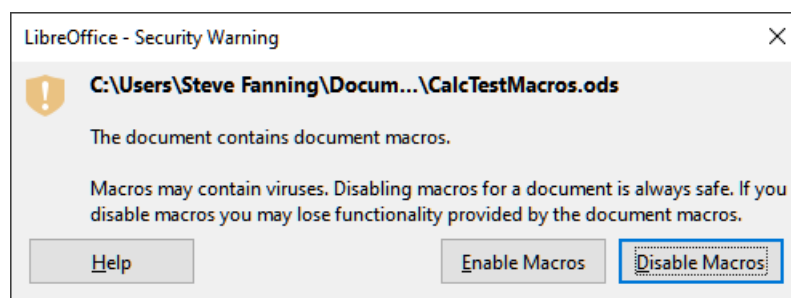 LibreOffice - Security Warning
C:\Users\Steve Fanning\Docum...\CalcTestMacros.ods
The document contains document macros.
Macros may contain viruses. Disabling macros for a document is always safe. If you
disable macros you may lose functionality provided by the document macros.
Help Enable Macros Disable Macros